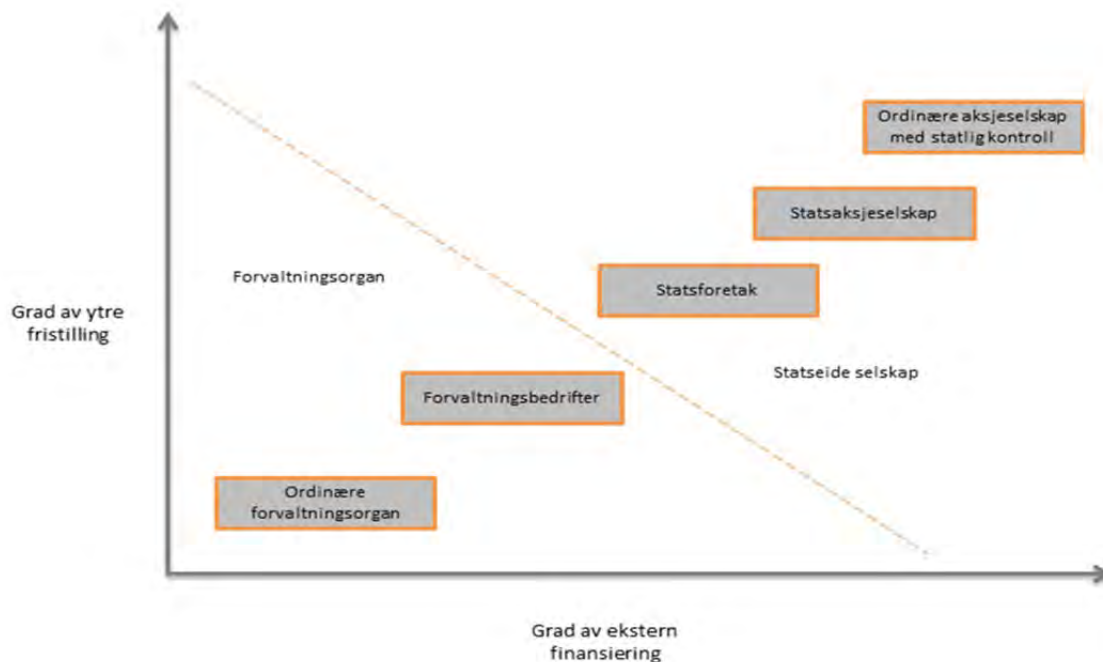 Ordinære aksjeselskap
med statlig kontroll
Statsaksjeselskap
Forvaltningsorgan
Statsforetak
Grad av ytre
fristilling
Statseide selskap
Forvaltningsbedrifter
Ordinære
forvaltningsorgan
Grad av ekstern
finansiering